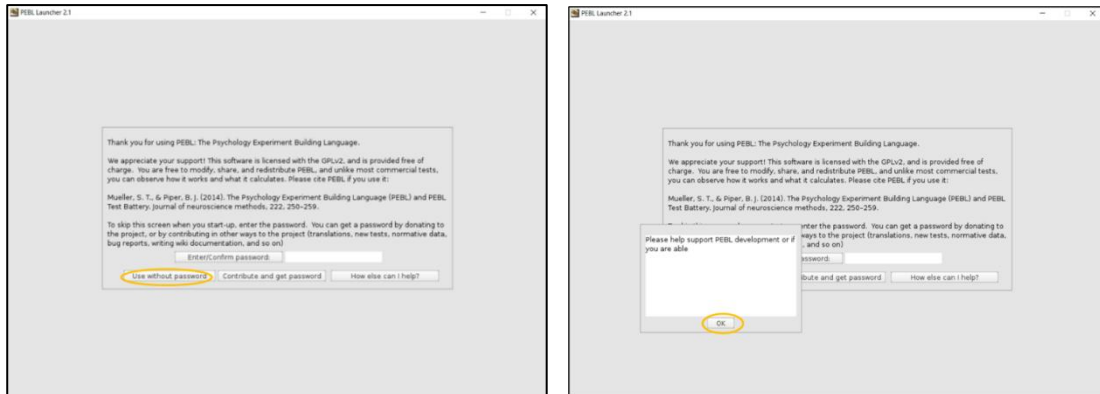 PEBL Launcher 2.1
Thank you for using PEBL: The Psychology Experiment Building Language.
We appreciate your support! This software is licensed with the GPLv2, and is provided free of
charge. You are free to modify, share, and redistribute PEBL, and unlike most commercial tests,
you can observe how it works and what it calculates. Please cite PEBL if you use it:
Mueller, S. T., & Piper, B. J. (2014). The Psychology Experiment Building Language (PEBL) and PEBL
Test Battery. Journal of neuroscience methods, 222, 250-259.
To skip this screen when you start-up, enter the password. You can get a password by donating to
the project, or by contributing in other ways to the project (translations, new tests, normative data,
bug reports, writing wiki documentation, and so on)
Enter/Confirm password:
Use without password Contribute and get password How else can I help?
PEBL Launcher 2.1
Thank you for using PEBL: The Psychology Experiment Building Language.
We appreciate your support! This software is licensed with the GPLv2, and is provided free of
charge. You are free to modify, share, and redistribute PEBL, and unlike most commercial tests,
you can observe how it works and what it calculates. Please cite PEBL if you use it:
Mueller, S. T., & Piper, B. J. (2014). The Psychology Experiment Building Language (PEBL) and PEBL
Test Battery. Journal of neuroscience methods, 222, 250-259.
enter the password. You can get a password by donating to
ways to the project (translations, new tests, normative data,
, and so on)
Please help support PEBL development or if
you are able
password:
bute and get password How else can I help?
OK